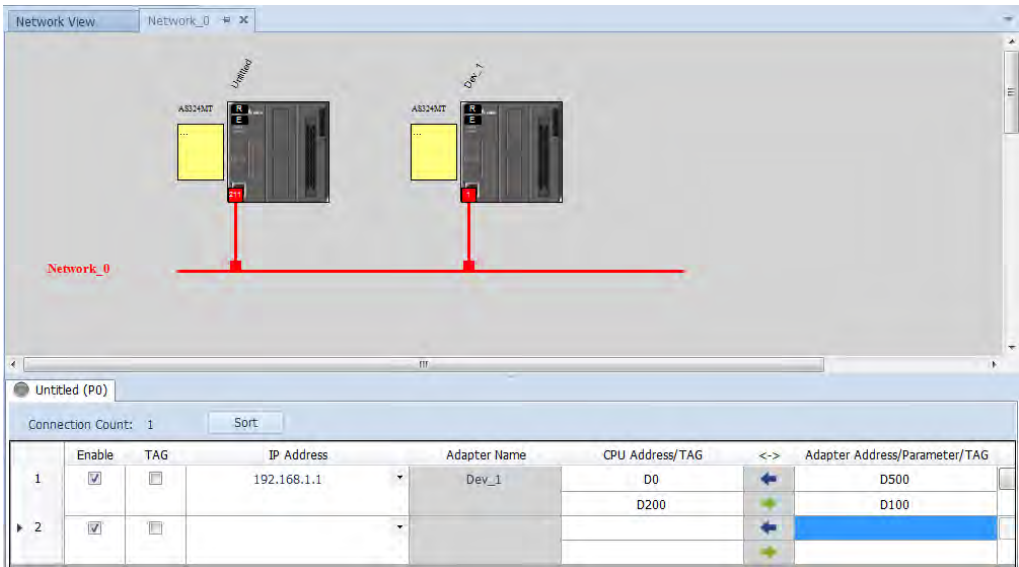 Network View Network_0
Untitled Dev_1
AS324MT AS324MT
R R
E E
... ...
211 1
Network_0
Untitled (P0)
Connection Count: 1 Sort
Enable TAG IP Address Adapter Name CPU Address/TAG <-> Adapter Address/Parameter/TAG
1 192.168.1.1 Dev_1 D0 D500
D200 D100
2